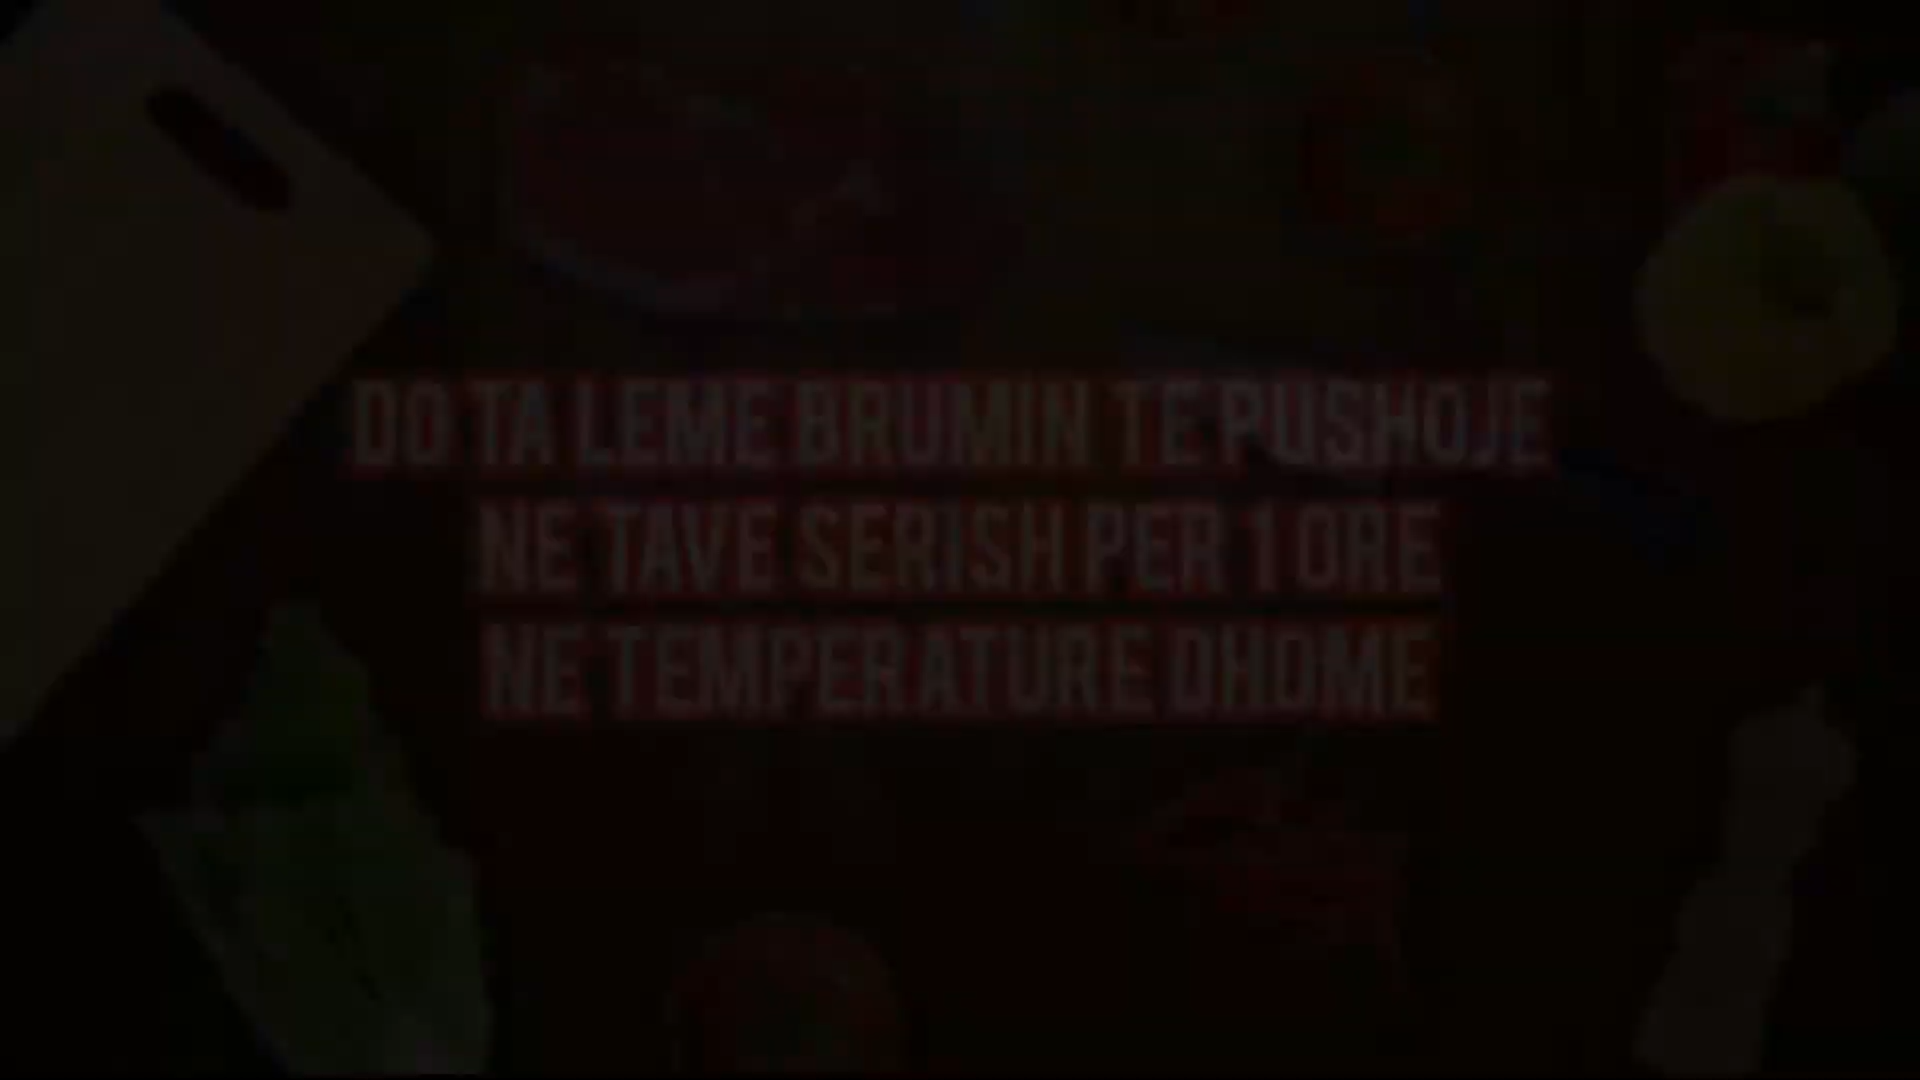 DO TA LEME BRUMIN TE PUSHOJE
NE TAVE SERISH PER 1 ORE
NE TEMPERATURE DHOME